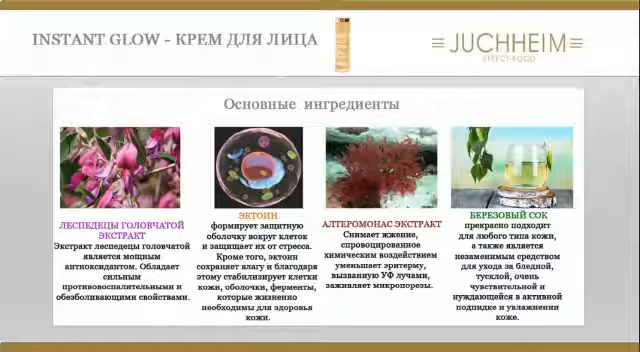 INSTANT GLOW - КРЕМ ДЛЯ ЛИЦА
≡ JUCHHEIM ≡
EFFECT-FOOD
Основные ингредиенты
ЛЕСПЕДЕЦЫ ГОЛОВЧАТОЙ
ЭКСТРАКТ
Экстракт леспедецы головчатой
является мощным
антиоксидантом. Обладает
сильным
противовоспалительными и
обезболивающими свойствами.
ЭКТОИН
формирует защитную
оболочку вокруг клеток
и защищает их от стресса.
Кроме того, эктоин
сохраняет влагу и благодаря
этому стабилизирует клетки
кожи, оболочки, ферменты,
которые жизненно
необходимы для здоровья
кожи.
АЛТЕРОМОНАС ЭКСТРАКТ
Снимает жжение,
спровоцированное
химическим воздействием
уменьшает эритерму,
вызванную УФ лучами,
заживляет микропорезы.
БЕРЕЗОВЫЙ СОК
прекрасно подходит
для любого типа кожи,
а также является
незаменимым средством
для ухода за бледной,
тусклой, очень
чувствительной и
нуждающейся в активной
подпидке и увлажнении
коже.